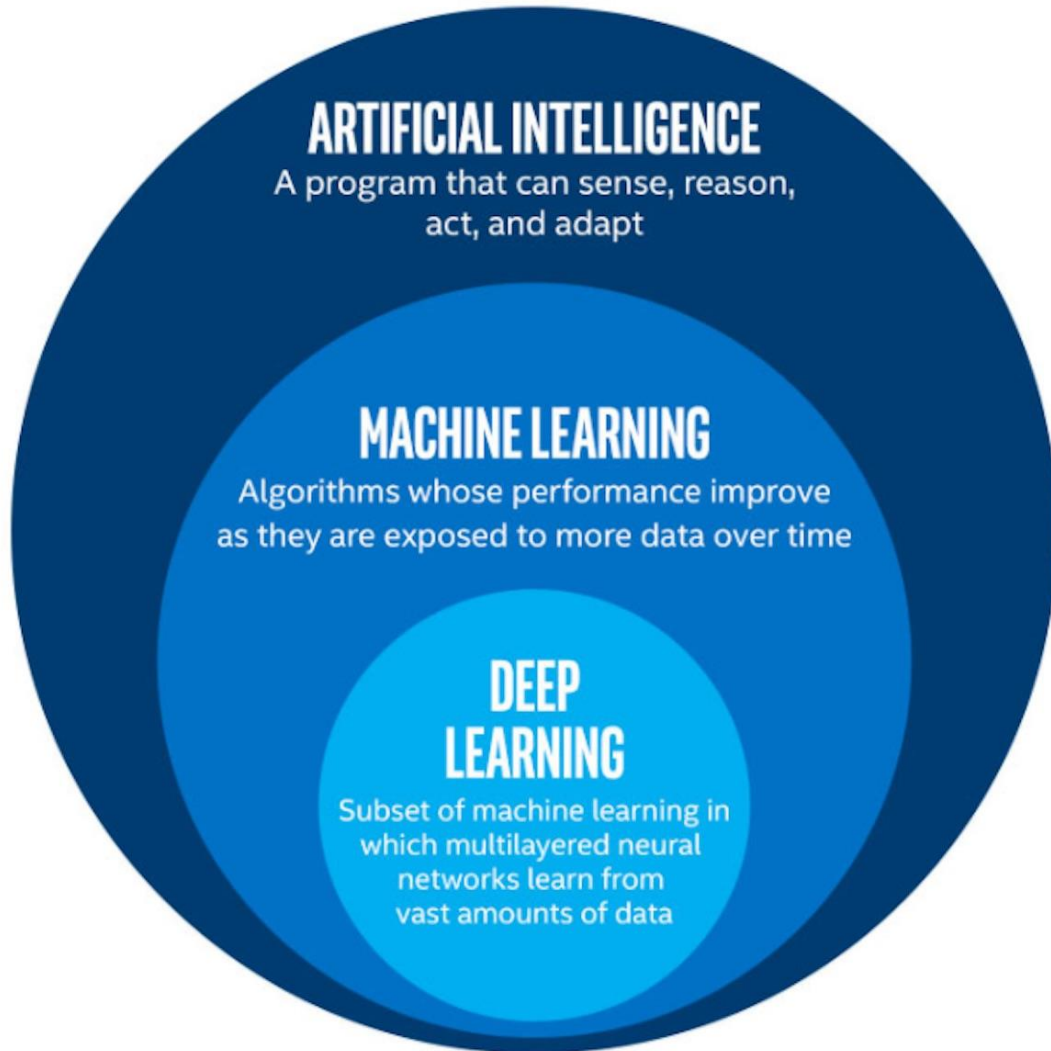 ARTIFICIAL INTELLIGENCE
A program that can sense, reason,
act, and adapt
MACHINE LEARNING
Algorithms whose performance improve
as they are exposed to more data over time
DEEP
LEARNING
Subset of machine learning in
which multilayered neural
networks learn from
vast amounts of data